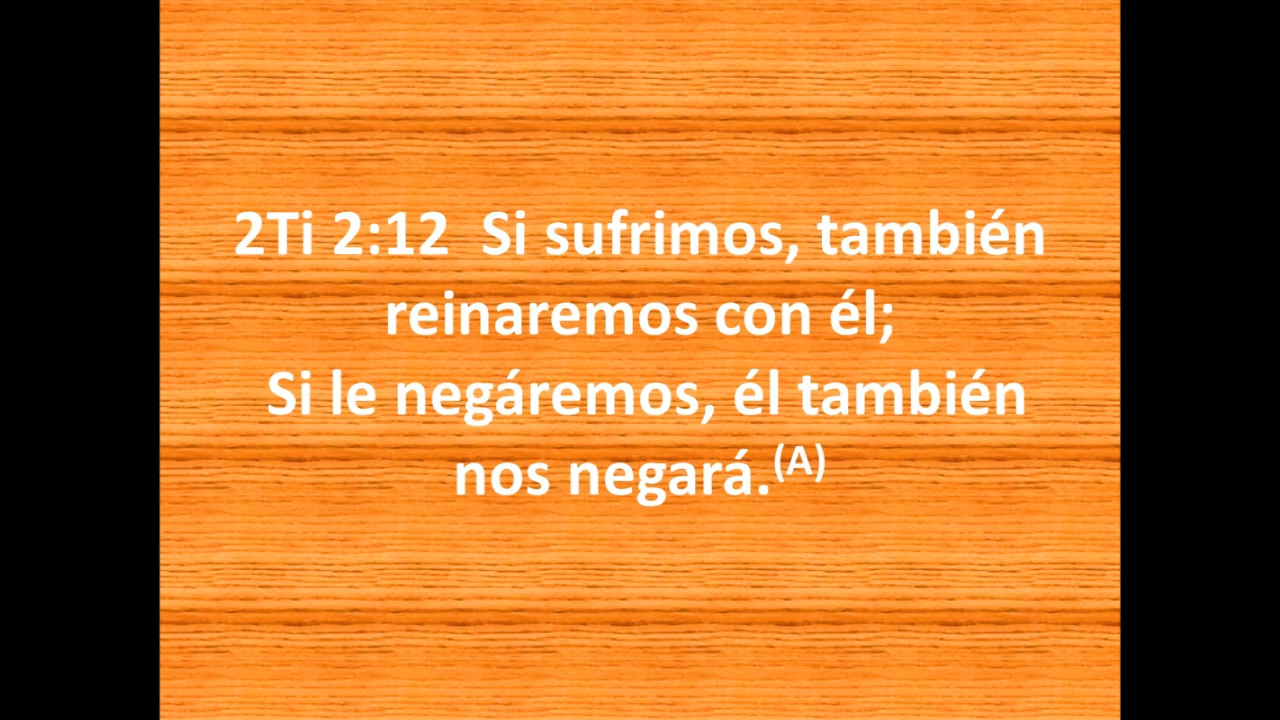 2Ti 2:12  Si sufrimos, también
reinaremos con él;
Si le negáremos, él también
nos negará.(A)